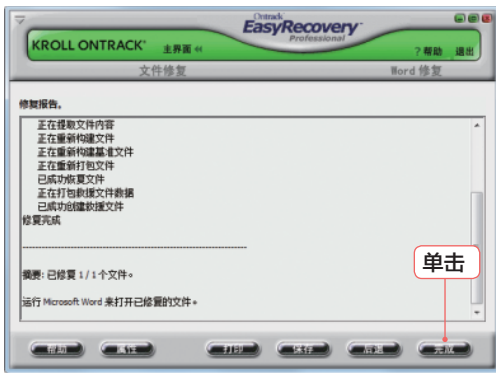 Ontrack
EasyRecovery
Professional
KROLL ONTRACK 主界面 «
? 帮助 退出
文件修复 Word 修复
修复报告。
正在提取文件内容
正在重新构建文件
正在重新构建基准文件
正在重新打包文件
已成功恢复文件
正在打包救援文件数据
已成功创建救援文件
修复完成
摘要: 已修复 1 / 1 个文件。
运行 Microsoft Word 来打开已修复的文件。
单击
帮助 属性 打印 保存 后退 完成